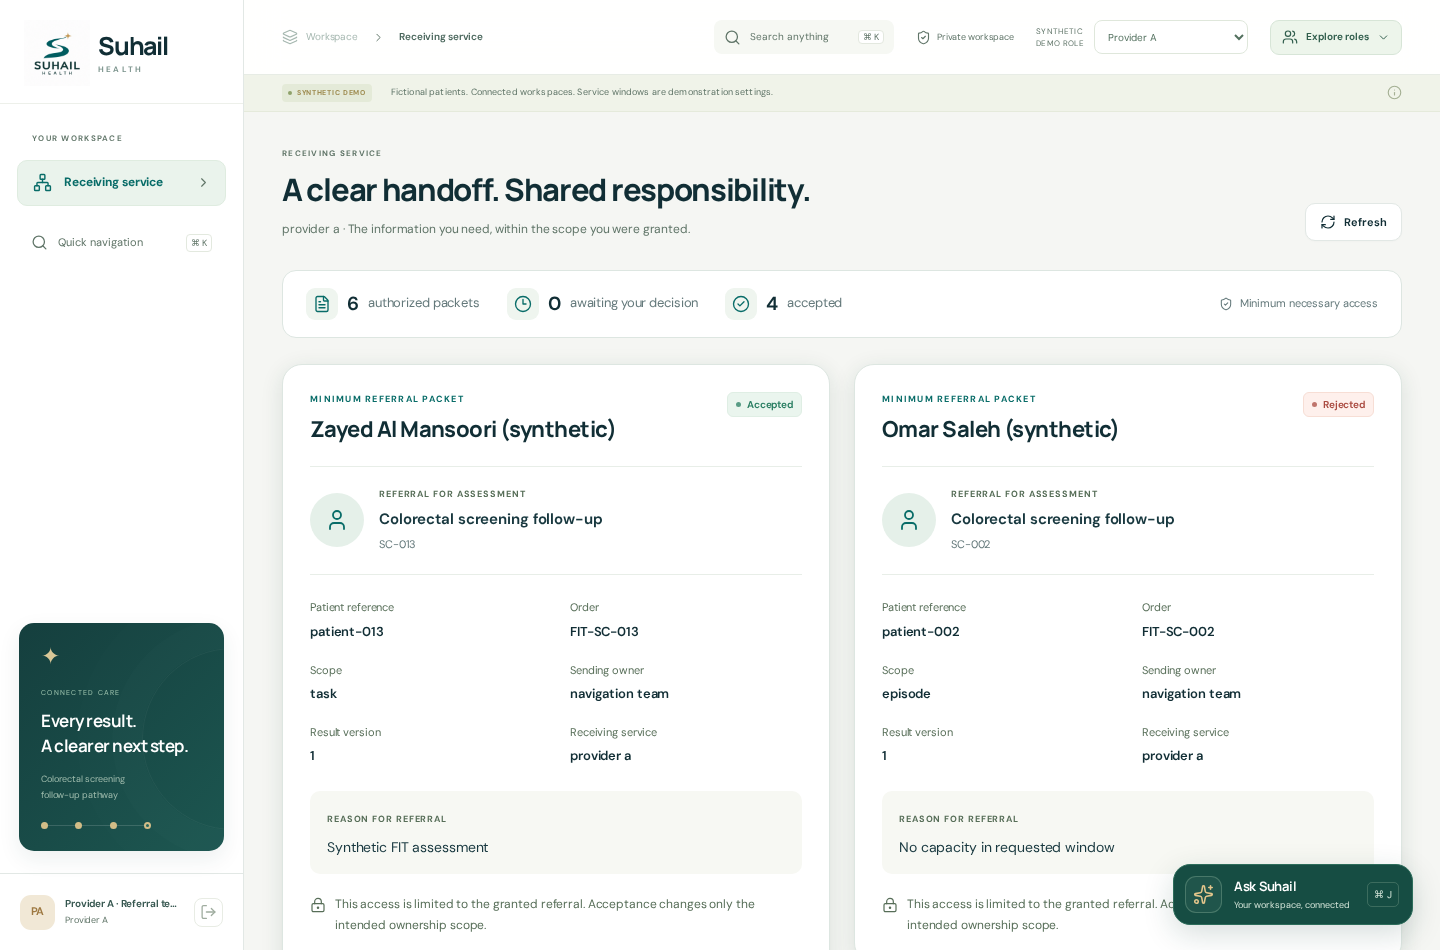 SUHAIL
HEALTH
Suhail
HEALTH
YOUR WORKSPACE
Receiving service
Quick navigation
⌘ K
✦
CONNECTED CARE
Every result.
A clearer next step.
Colorectal screening
follow-up pathway
PA
Provider A · Referral te...
Provider A
Workspace
Receiving service
Search anything
⌘ K
Private workspace
SYNTHETIC
DEMO ROLE
Provider A
Explore roles
SYNTHETIC DEMO
Fictional patients. Connected workspaces. Service windows are demonstration settings.
RECEIVING SERVICE
A clear handoff. Shared responsibility.
provider a · The information you need, within the scope you were granted.
Refresh
6 authorized packets
0 awaiting your decision
4 accepted
Minimum necessary access
MINIMUM REFERRAL PACKET
Accepted
Zayed Al Mansoori (synthetic)
REFERRAL FOR ASSESSMENT
Colorectal screening follow-up
SC-013
Patient reference
Order
patient-013
FIT-SC-013
Scope
Sending owner
task
navigation team
Result version
Receiving service
1
provider a
REASON FOR REFERRAL
Synthetic FIT assessment
This access is limited to the granted referral. Acceptance changes only the
intended ownership scope.
MINIMUM REFERRAL PACKET
Rejected
Omar Saleh (synthetic)
REFERRAL FOR ASSESSMENT
Colorectal screening follow-up
SC-002
Patient reference
Order
patient-002
FIT-SC-002
Scope
Sending owner
episode
navigation team
Result version
Receiving service
1
provider a
REASON FOR REFERRAL
No capacity in requested window
This access is limited to the granted referral.
intended ownership scope.
Ask Suhail
Your workspace, connected
⌘ J